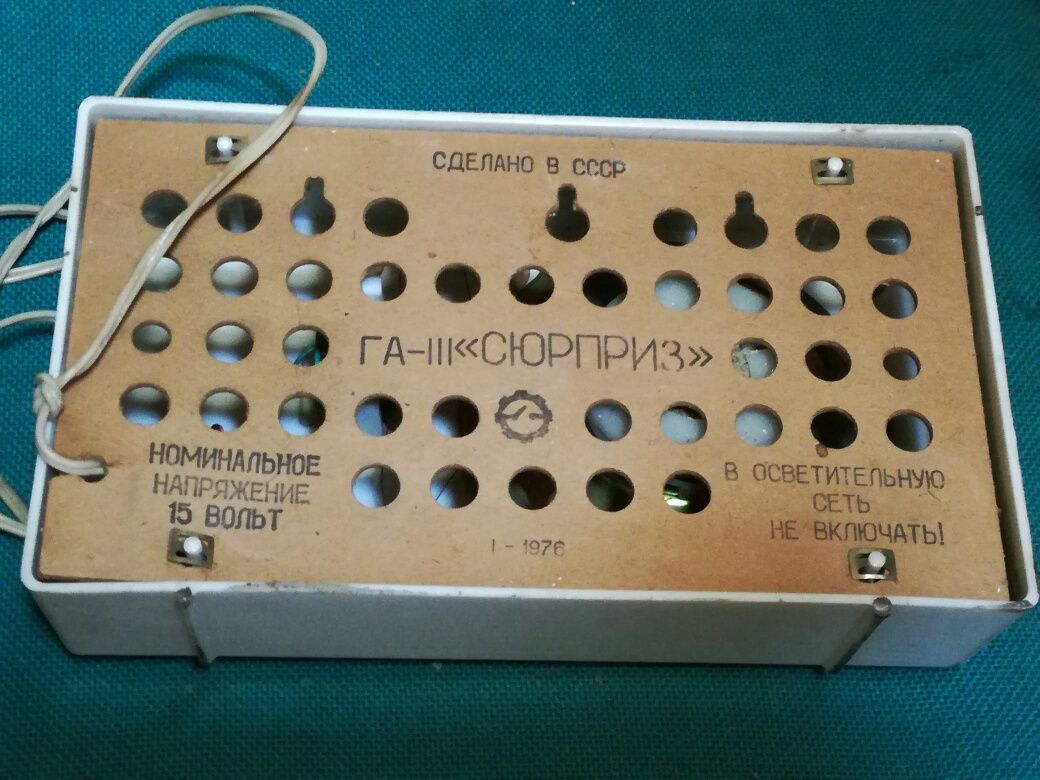 СДЕЛАНО В СССР
ГА-III «СЮРПРИЗ»
НОМИНАЛЬНОЕ
НАПРЯЖЕНИЕ
15 ВОЛЬТ
В ОСВЕТИТЕЛЬНУЮ
СЕТЬ
НЕ ВКЛЮЧАТЬ!
I - 1976